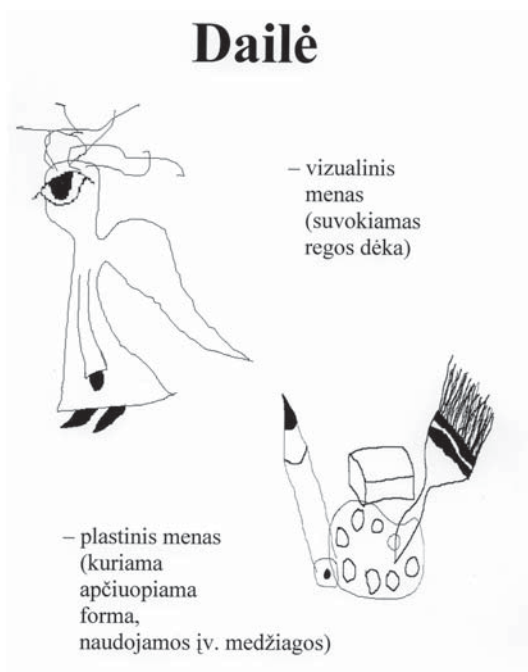 Dailė
– vizualinis
menas
(suvokiamas
regos dėka)
– plastinis menas
(kuriama
apčiuopiama
forma,
naudojamos įv. medžiagos)